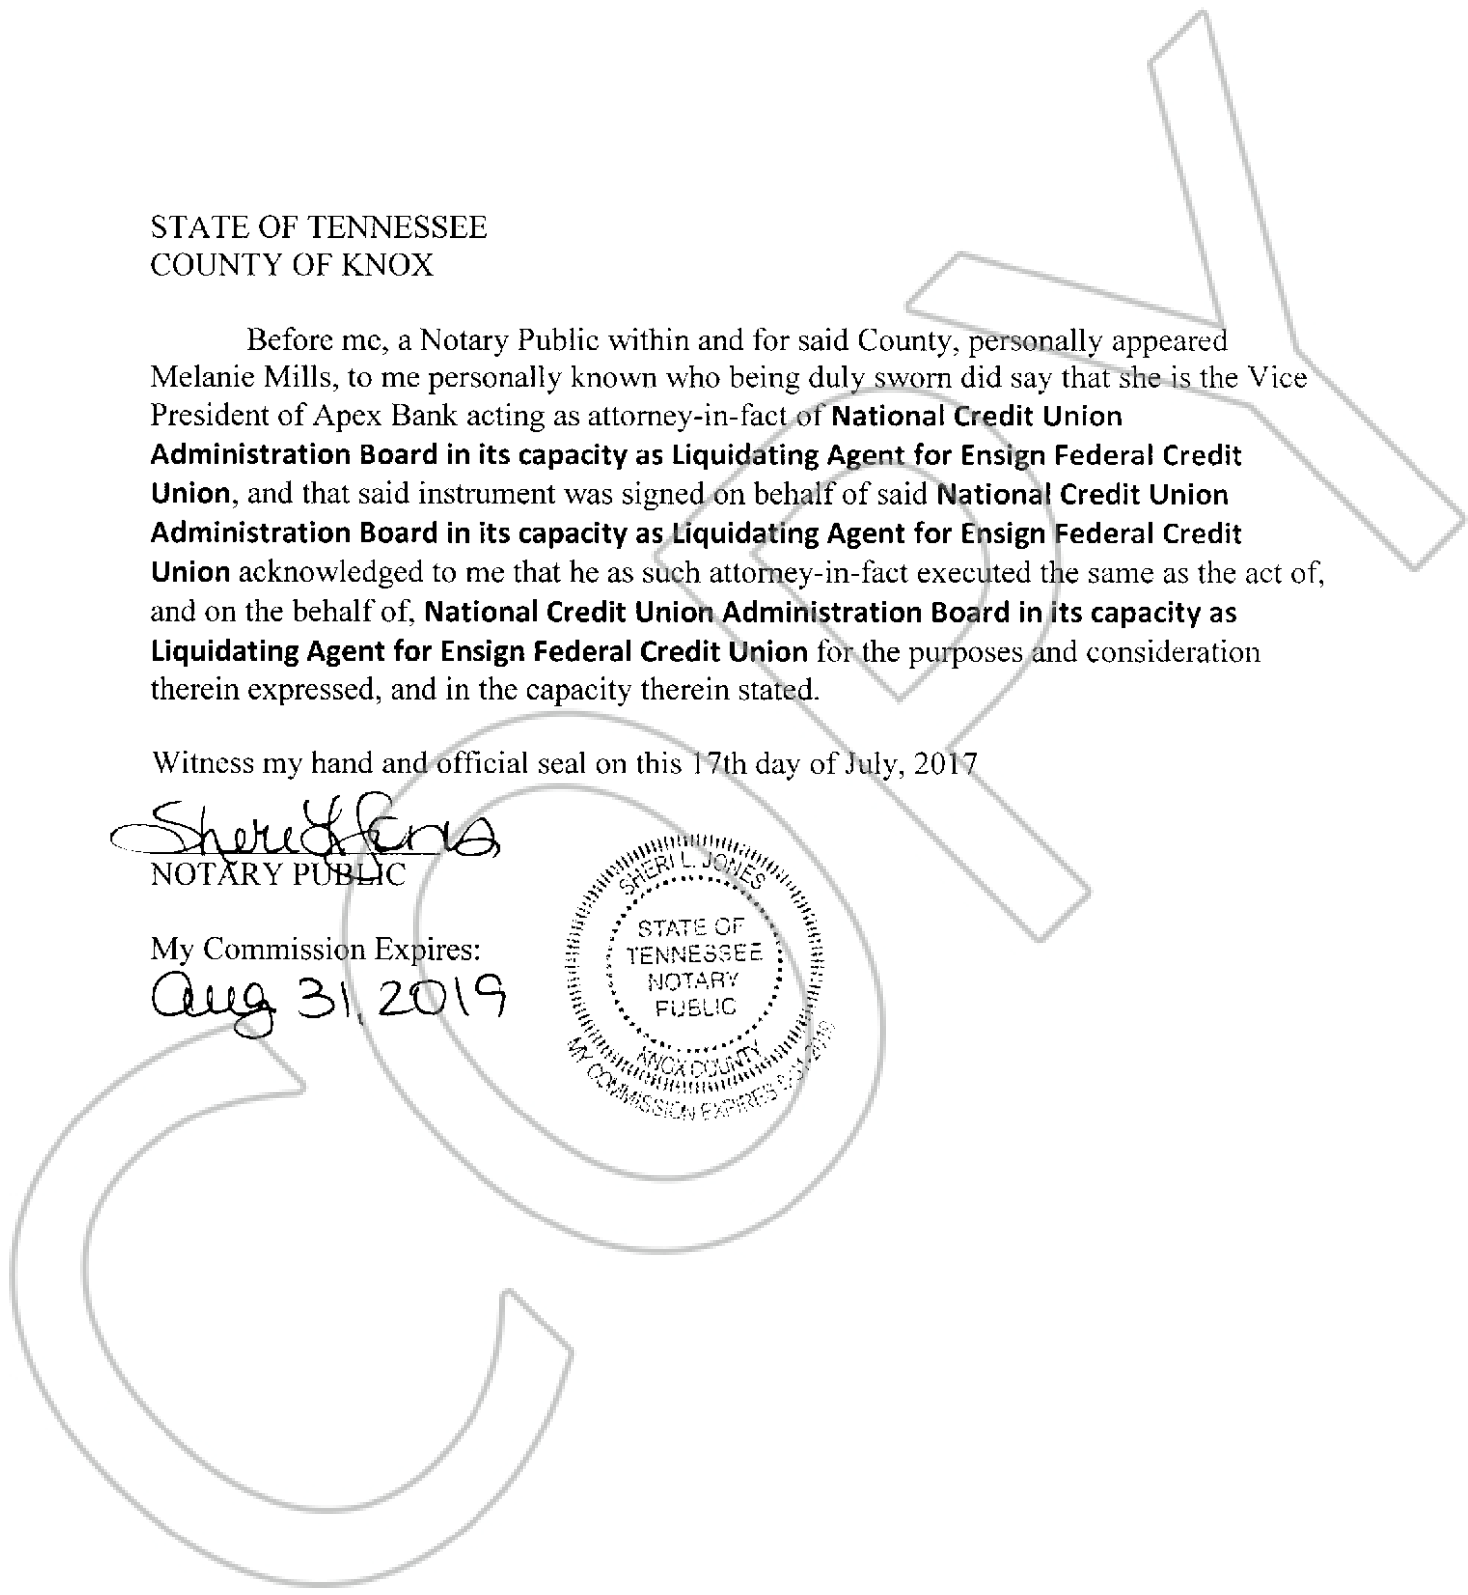 STATE OF TENNESSEE
COUNTY OF KNOX
Before me, a Notary Public within and for said County, personally appeared
Melanie Mills, to me personally known who being duly sworn did say that she is the Vice
President of Apex Bank acting as attorney-in-fact of National Credit Union
Administration Board in its capacity as Liquidating Agent for Ensign Federal Credit
Union, and that said instrument was signed on behalf of said National Credit Union
Administration Board in its capacity as Liquidating Agent for Ensign Federal Credit
Union acknowledged to me that he as such attorney-in-fact executed the same as the act of,
and on the behalf of, National Credit Union Administration Board in its capacity as
Liquidating Agent for Ensign Federal Credit Union for the purposes and consideration
therein expressed, and in the capacity therein stated.
Witness my hand and official seal on this 17th day of July, 2017
Sheri L Jones
NOTARY PUBLIC
My Commission Expires:
Aug 31, 2019
SHERI L. JONES
STATE OF
TENNESSEE
NOTARY
PUBLIC
KNOX COUNTY
MY COMMISSION EXPIRES 8-31-2019
COPY